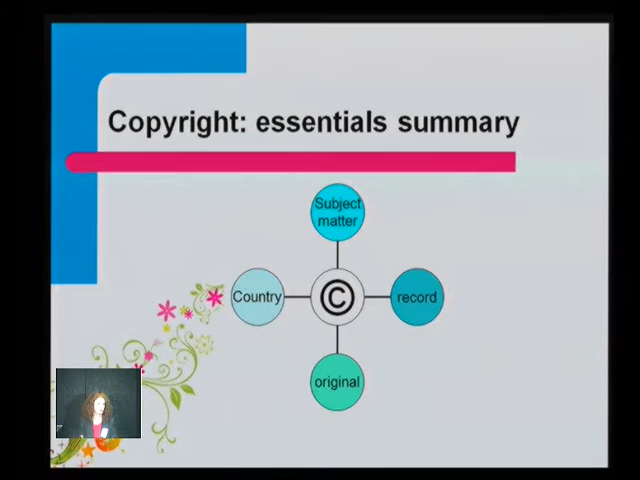 Copyright: essentials summary
Subject
matter
Country
©
record
original